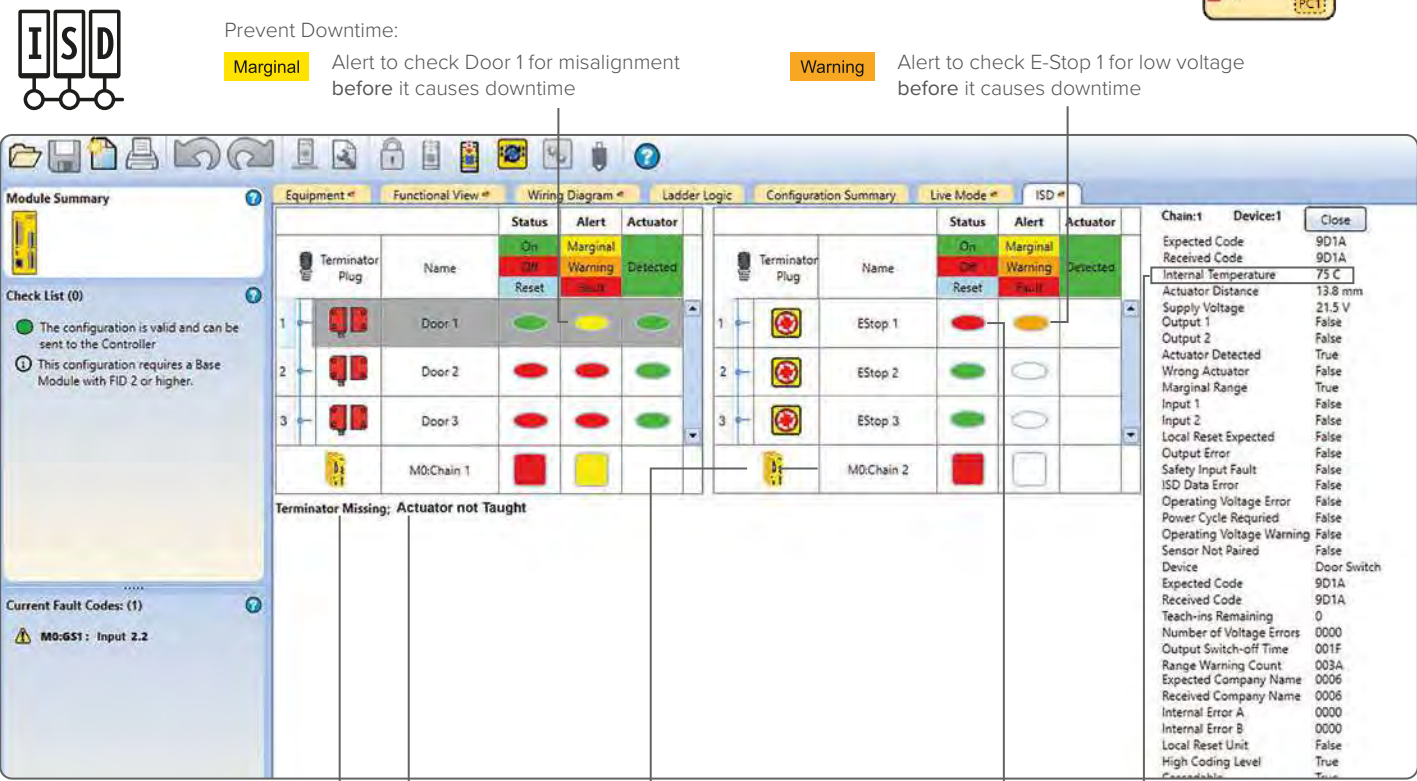 PC1
ISD
Prevent Downtime:
Marginal
Alert to check Door 1 for misalignment
before it causes downtime
Warning
Alert to check E-Stop 1 for low voltage
before it causes downtime
Module Summary
Check List (0)
The configuration is valid and can be
sent to the Controller
This configuration requires a Base
Module with FID 2 or higher.
Current Fault Codes: (1)
M0:GS1: Input 2.2
Equipment
Functional View
Wiring Diagram
Ladder Logic
Configuration Summary
Live Mode
ISD
Status Alert Actuator
Terminator
Plug
Name
On
Off
Reset
Marginal
Warning
Fault
Detected
1 Door 1
2 Door 2
3 Door 3
M0:Chain 1
Terminator Missing; Actuator not Taught
Status Alert Actuator
Terminator
Plug
Name
On
Off
Reset
Marginal
Warning
Fault
Detected
1 EStop 1
2 EStop 2
3 EStop 3
M0:Chain 2
Chain:1 Device:1 Close
Expected Code 9D1A
Received Code 9D1A
Internal Temperature 75 C
Actuator Distance 13.8 mm
Supply Voltage 21.5 V
Output 1 False
Output 2 False
Actuator Detected True
Wrong Actuator False
Marginal Range True
Input 1 False
Input 2 False
Local Reset Expected False
Output Error False
Safety Input Fault False
ISD Data Error False
Operating Voltage Error False
Power Cycle Requried False
Operating Voltage Warning False
Sensor Not Paired False
Device Door Switch
Expected Code 9D1A
Received Code 9D1A
Teach-ins Remaining 0
Number of Voltage Errors 0000
Output Switch-off Time 001F
Range Warning Count 003A
Expected Company Name 0006
Received Company Name 0006
Internal Error A 0000
Internal Error B 0000
Local Reset Unit False
High Coding Level True